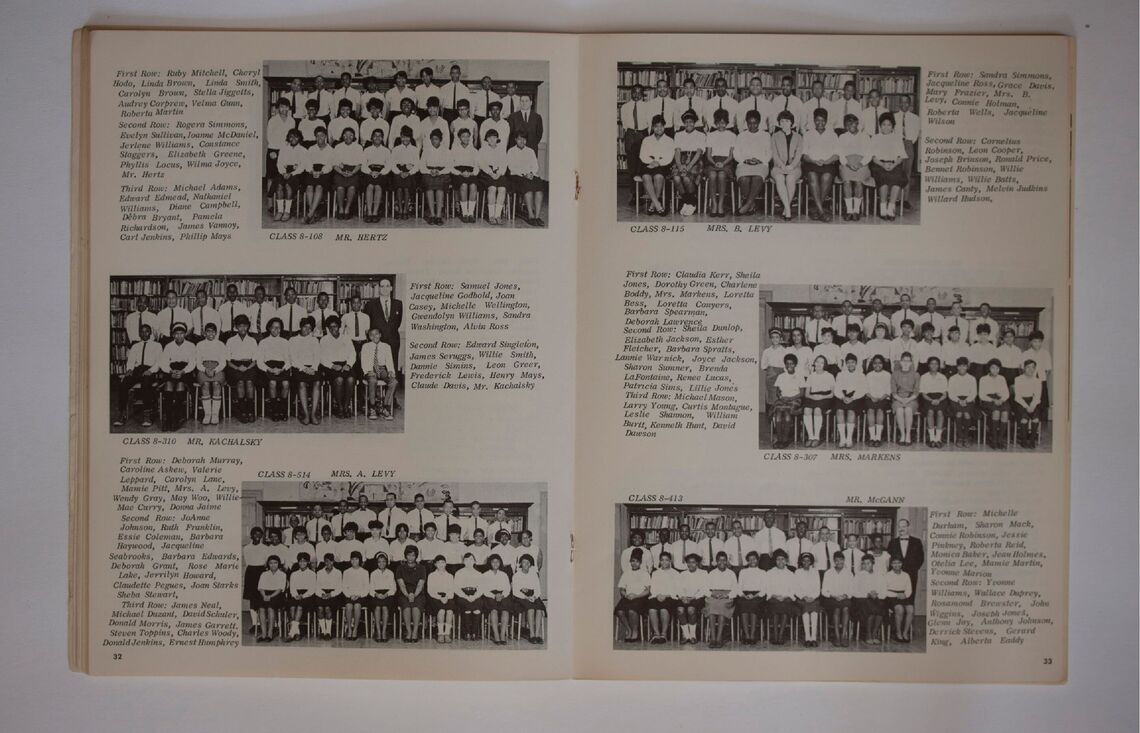 First Row: Ruby Mitchell, Cheryl
Hodo, Linda Brown, Linda Smith,
Carolyn Brown, Stella Jiggetts,
Audrey Corpren, Velma Gunn,
Roberta Martin
Second Row: Rogera Simmons,
Evelyn Sullivan, Joanne McDaniel,
Jerlene Williams, Constance
Staggers, Elizabeth Greene,
Phyllis Locus, Wilma Joyce,
Mr. Hertz
Third Row: Michael Adams,
Edward Edmead, Nathaniel
Williams, Diane Campbell,
Debra Bryant, Pamela
Richardson, James Vannoy,
Carl Jenkins, Phillip Mays
CLASS 8-108 MR. HERTZ
First Row: Samuel Jones,
Jacqueline Godbold, Joan
Casey, Michelle Wellington,
Gwendolyn Williams, Sandra
Washington, Alvin Ross
Second Row: Edward Singleton,
James Scruggs, Willie Smith,
Dannie Simins, Leon Greer,
Frederick Lewis, Henry Mays,
Claude Davis, Mr. Kachalsky
CLASS 8-310 MR. KACHALSKY
First Row: Deborah Murray,
Caroline Askew, Valerie
Leppard, Carolyn Lane,
Mamie Pitt, Mrs. A. Levy,
Wendy Gray, May Woo, Willie
Mae Curry, Donna Jaime
Second Row: JoAnne
Johnson, Ruth Franklin,
Essie Coleman, Barbara
Haywood, Jacqueline
Seabrooks, Barbara Edwards,
Deborah Grant, Rose Marie
Lake, Jerrilyn Howard,
Claudette Pegues, Joan Starks
Sheba Stewart,
Third Row: James Neal,
Michael Duzant, David Schuler,
Donald Morris, James Garrett,
Steven Toppins, Charles Woody,
Donald Jenkins, Ernest Humphrey
CLASS 8-514 MRS. A. LEVY
32
First Row: Sandra Simmons,
Jacqueline Ross, Grace Davis,
Mary Frazier, Mrs. B.
Levy, Connie Holman,
Roberta Wells, Jacqueline
Wilson
Second Row: Cornelius
Robinson, Leon Cooper,
Joseph Brinson, Ronald Price,
Bennet Robinson, Willie
Williams, Willie Batts,
James Canty, Melvin Judkins
Willard Hudson,
CLASS 8-115 MRS. B. LEVY
First Row: Claudia Kerr, Sheila
Jones, Dorothy Green, Charlene
Boddy, Mrs. Markens, Loretta
Bess, Loretta Conyers,
Barbara Spearman,
Deborah Lawrence
Second Row: Sheila Dunlop,
Elizabeth Jackson, Esther
Fletcher, Barbara Spratts,
Lannie Warnick, Joyce Jackson,
Sharon Sumner, Brenda
LaFontaine, Renee Lucas,
Patricia Sims, Lillie Jones
Third Row: Michael Mason,
Larry Young, Curtis Montague,
Leslie Shannon, William
Burtt, Kenneth Hunt, David
Dawson
CLASS 8-307 MRS. MARKENS
CLASS 8-413 MR. McGANN
First Row: Michelle
Durham, Sharon Mack,
Connie Robinson, Jessie
Pinkney, Roberta Reid,
Monica Baker, Jean Holmes,
Otelia Lee, Mamie Martin,
Yvonne Marion
Second Row: Yvonne
Williams, Wallace Duprey,
Rosamond Brewster, John
Wiggins, Joseph Jones,
Glenn Jay, Anthony Johnson,
Derrick Stevens, Gerard
King, Alberta Eaddy
33